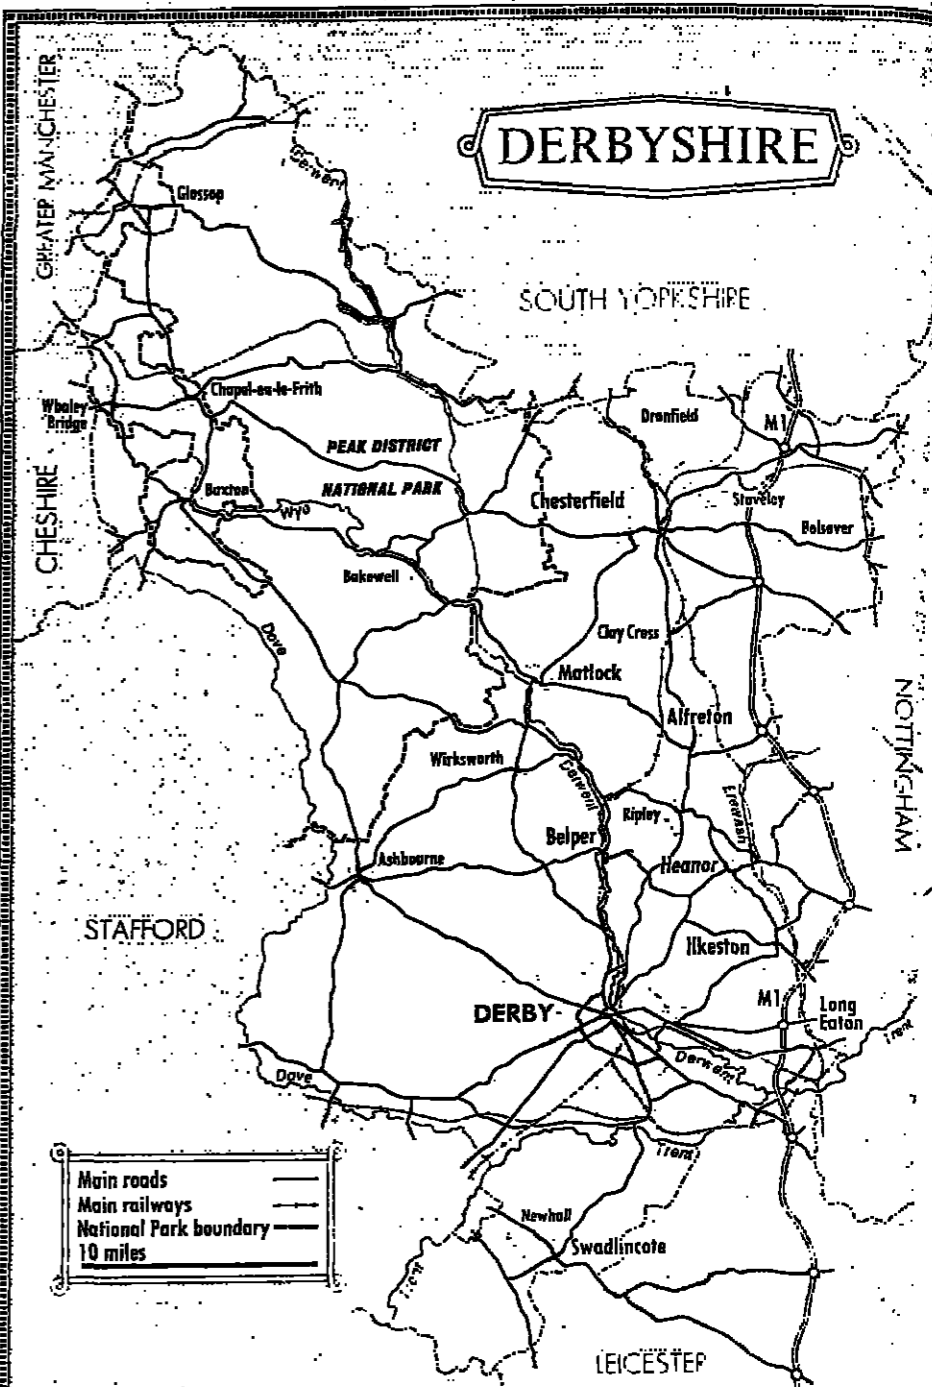 DERBYSHIRE
GREATER MANCHESTER
Glossop
Derwent
SOUTH YORKSHIRE
Chapel-en-le-Frith
Whaley
Bridge
Dronfield
M1
PEAK DISTRICT
NATIONAL PARK
CHESHIRE
Buxton
Wye
Chesterfield
Staveley
Bolsover
Bakewell
Dove
Clay Cross
Matlock
Alfreton
NOTTINGHAM
Wirksworth
Derwent
Erewash
Ripley
Belper
Ashbourne
Heanor
STAFFORD
Ilkeston
M1
Long
Eaton
DERBY
Trent
Derwent
Dove
Trent
Main roads
Main railways
National Park boundary
10 miles
Newhall
Swadlincote
LEICESTER